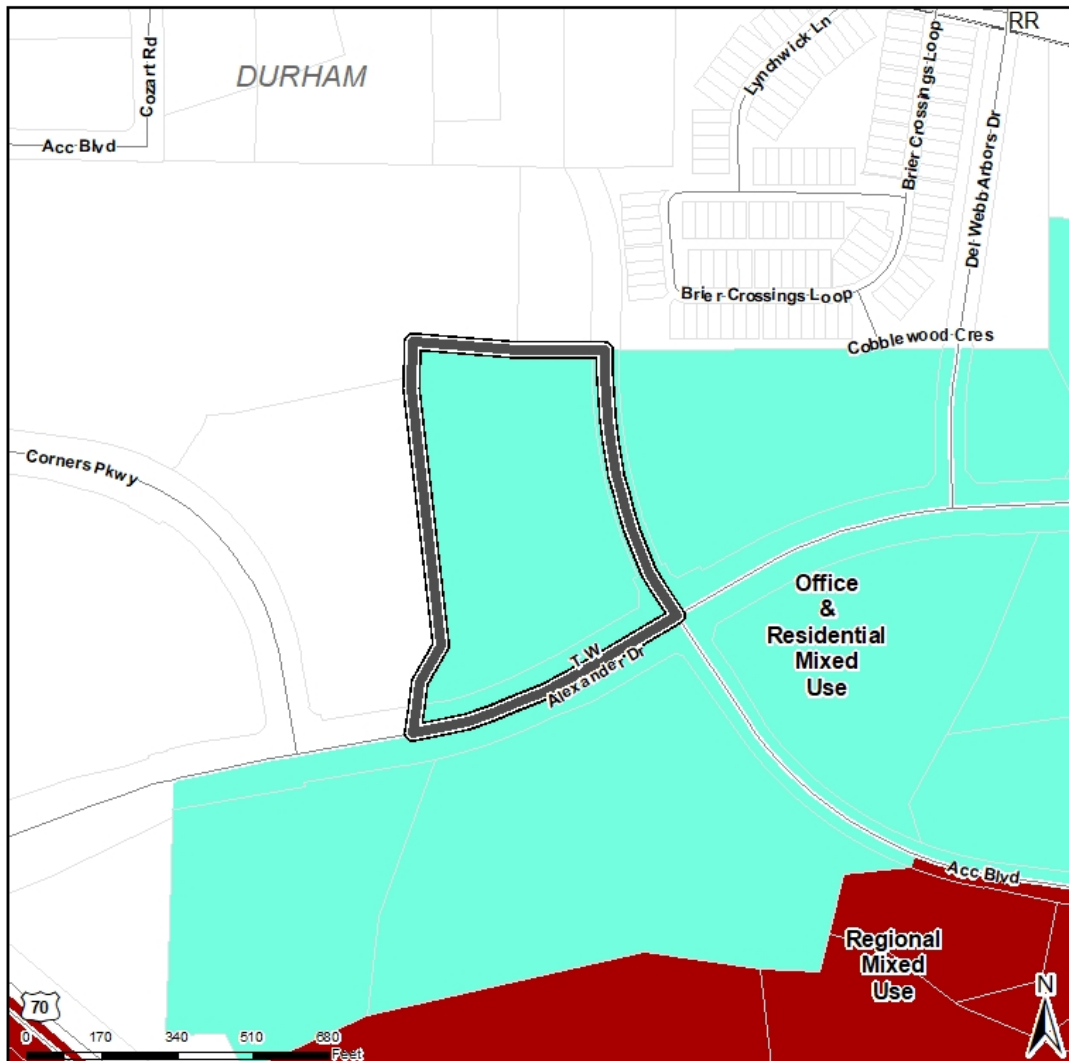 RR
Lynchwick Ln
Cozart Rd
DURHAM
Brier Crossings Loop
Acc Blvd
Del Webb Arbors Dr
Brier Crossings Loop
Cobblewood Cres
Corners Pkwy
Office
&
Residential
Mixed
Use
T W
Alexander Dr
Acc Blvd
Regional
Mixed
Use
N
70
0 170 340 510 680
Feet